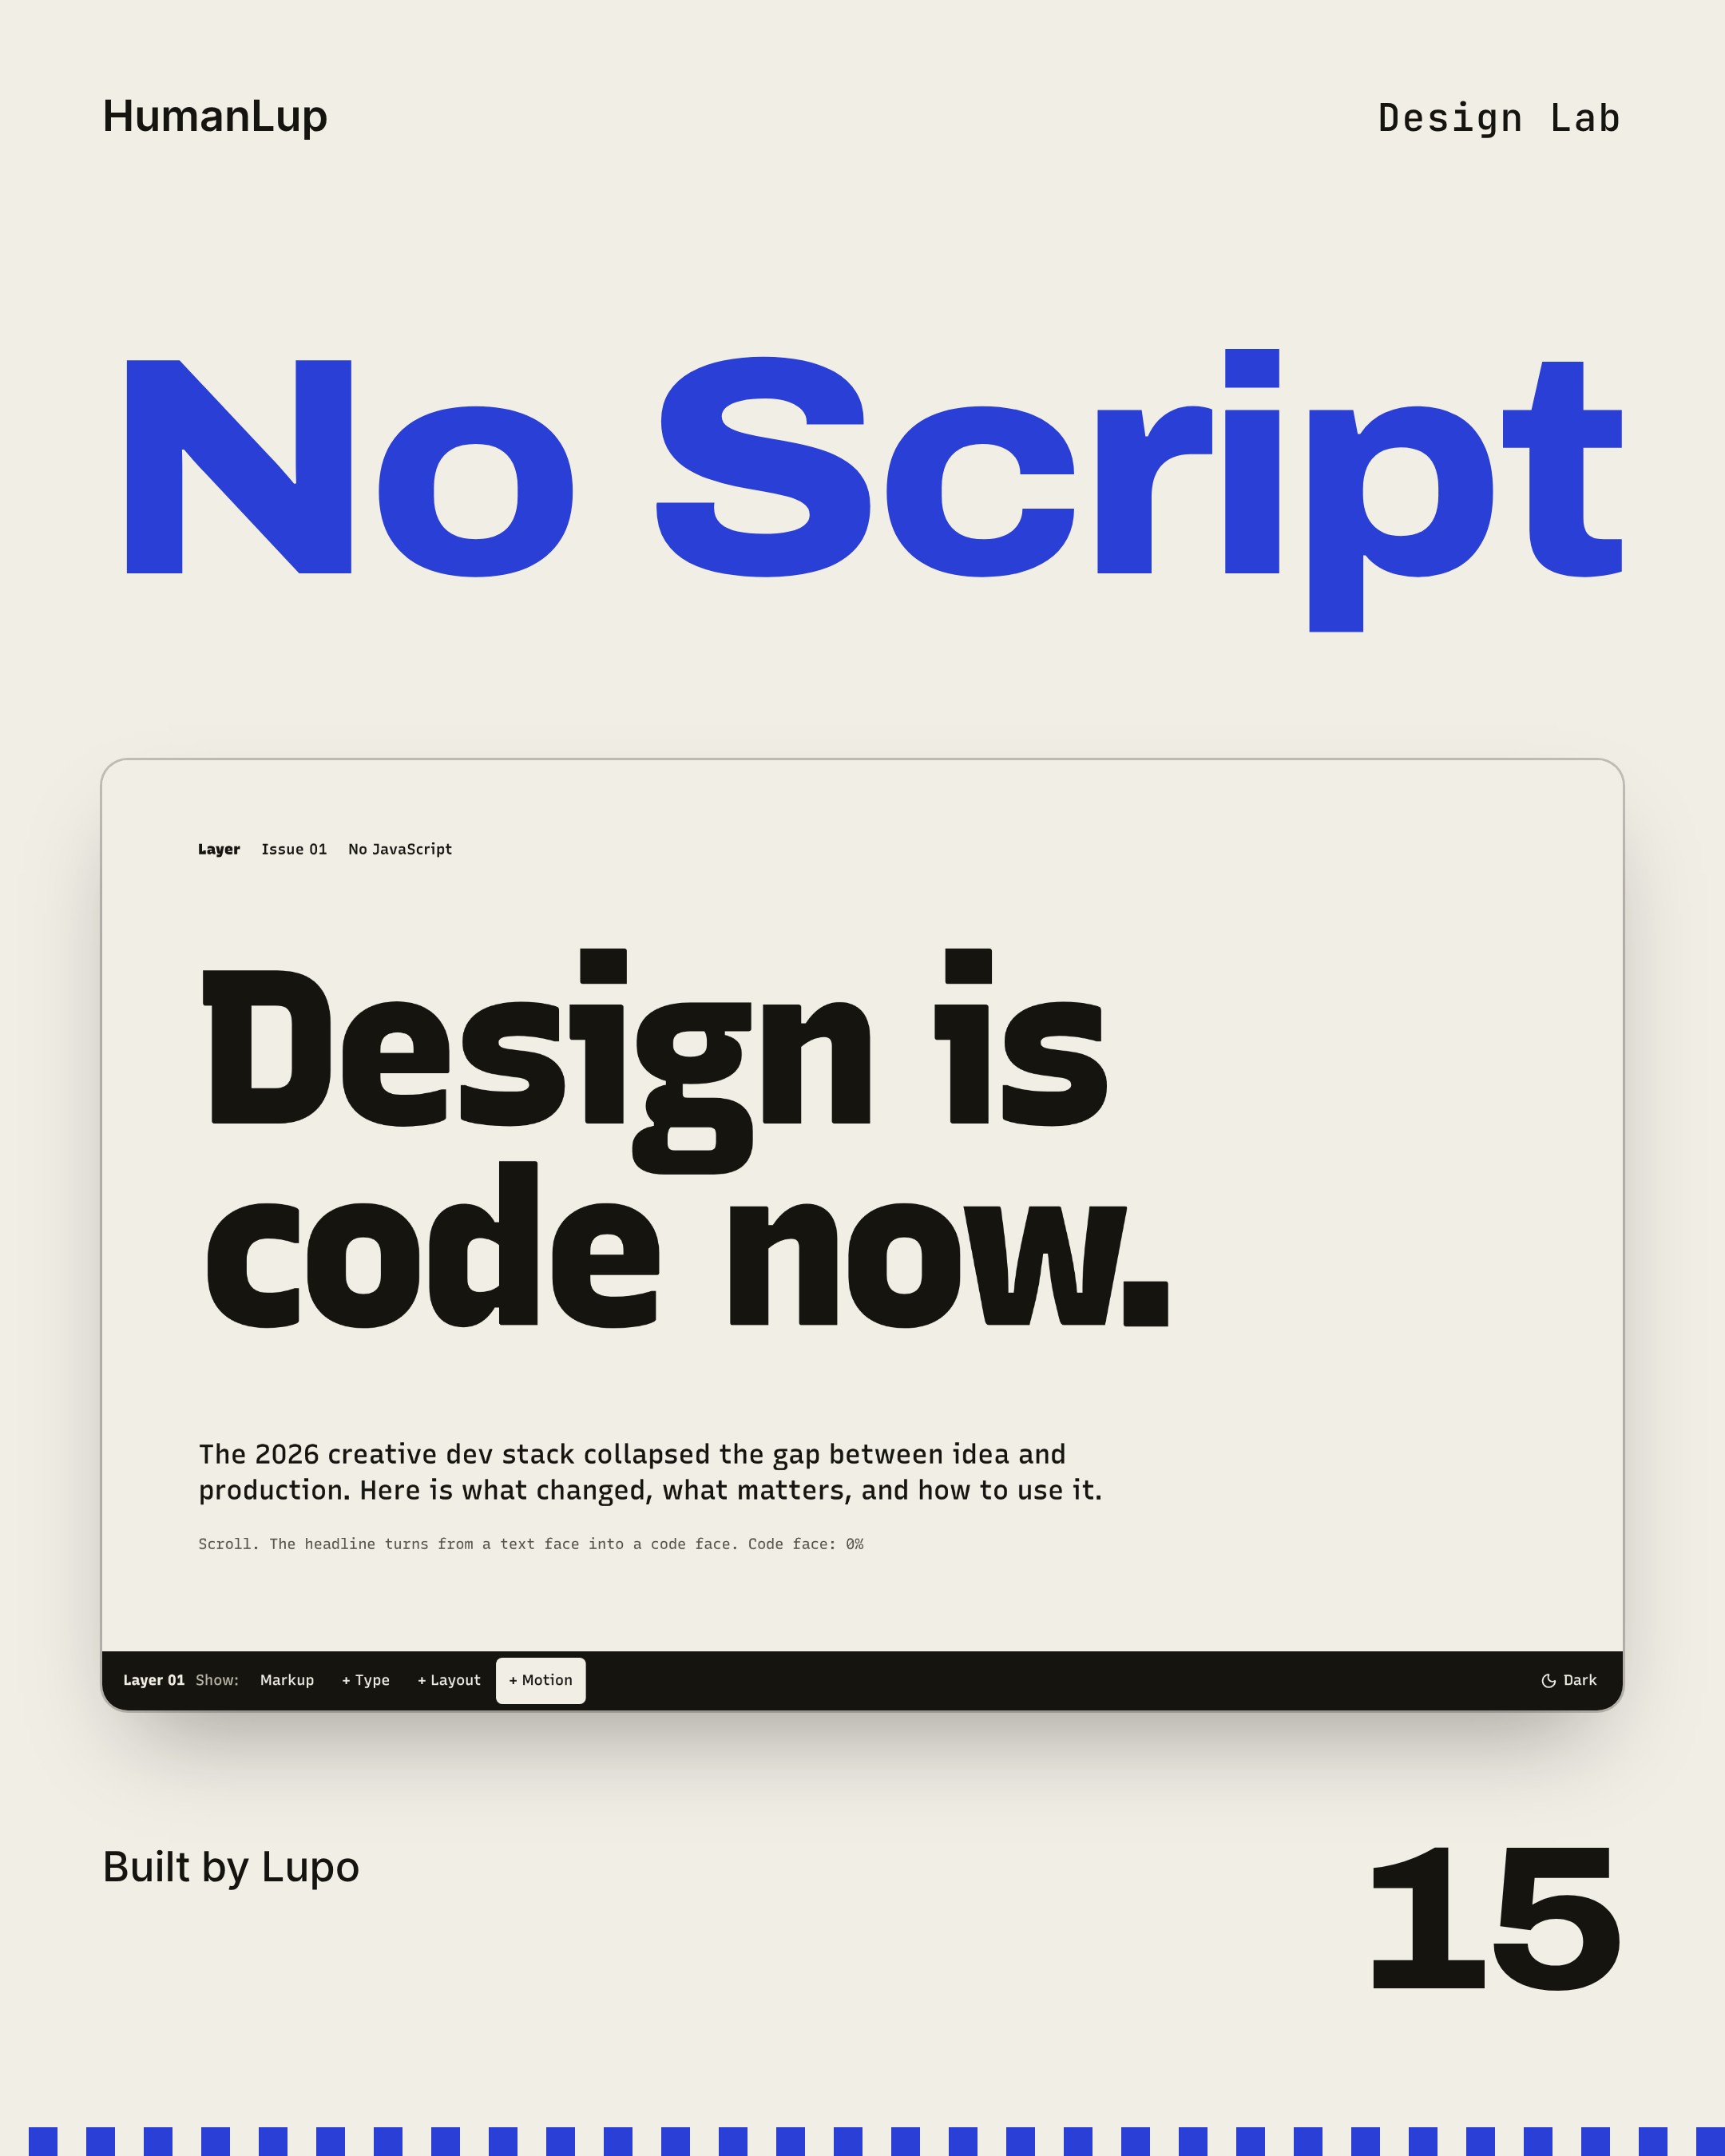 HumanLup
Design Lab
No Script
Layer Issue 01 No JavaScript
Design is
code now.
The 2026 creative dev stack collapsed the gap between idea and
production. Here is what changed, what matters, and how to use it.
Scroll. The headline turns from a text face into a code face. Code face: 0%
Layer 01 Show: Markup + Type + Layout + Motion Dark
Built by Lupo
15